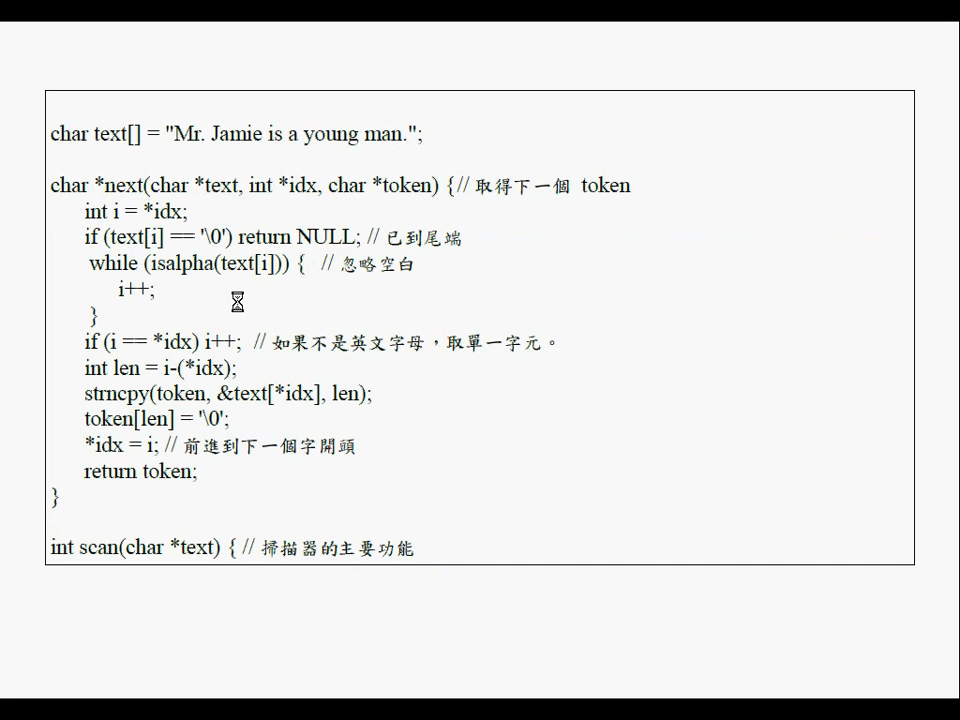 char text[] = "Mr. Jamie is a young man.";
char *next(char *text, int *idx, char *token) {// 取得下一個 token
int i = *idx;
if (text[i] == '\0') return NULL; // 已到尾端
while (isalpha(text[i])) { // 忽略空白
i++;
}
if (i == *idx) i++; // 如果不是英文字母，取單一字元。
int len = i-(*idx);
strncpy(token, &text[*idx], len);
token[len] = '\0';
*idx = i; // 前進到下一個字開頭
return token;
}
int scan(char *text) { // 掃描器的主要功能